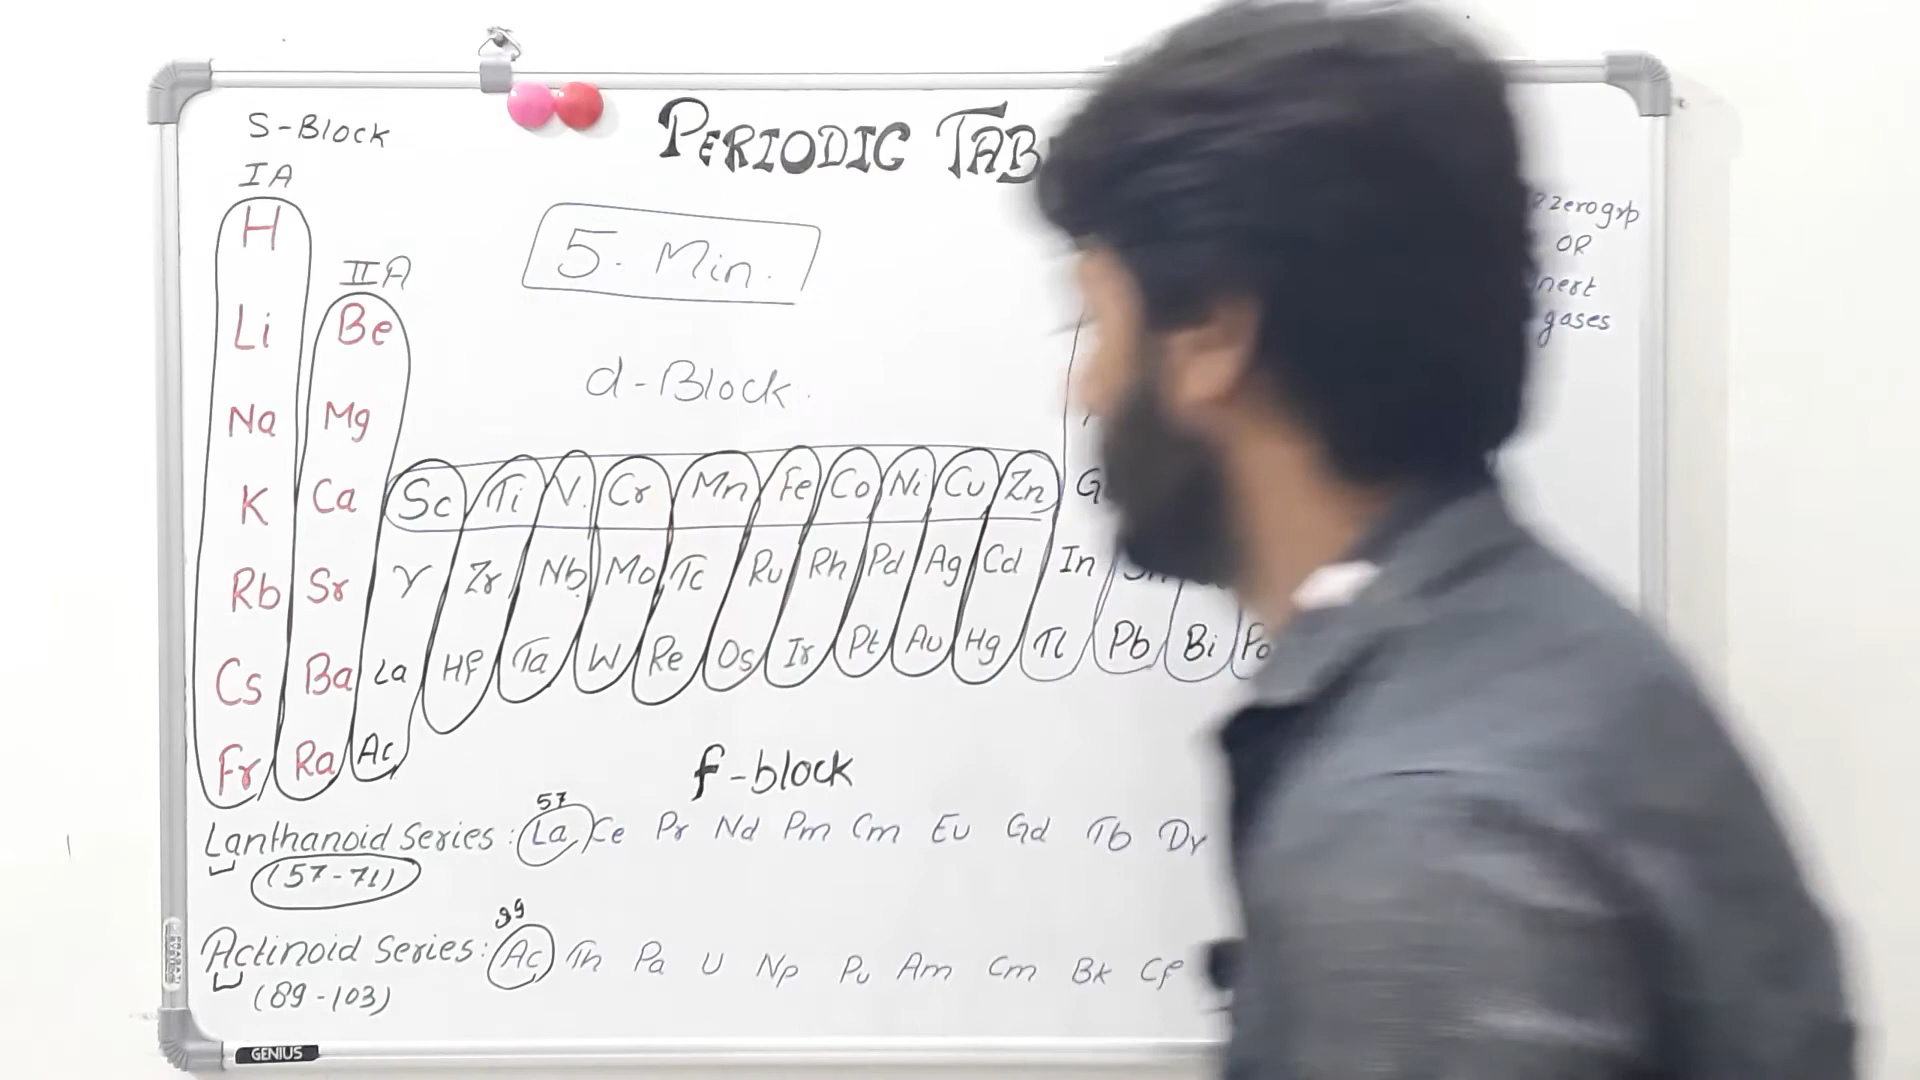 S-Block
PERIODIC TAB
IA
H
IIA
5. Min.
zerogrp
OR
nert
gases
Li Be
d-Block.
Na Mg
K Ca Sc Ti V. Cr Mn Fe Co Ni Cu Zn G
Rb Sr Y Zr Nb Mo Tc Ru Rh Pd Ag Cd In
Cs Ba La Hf Ta W Re Os Ir Pt Au Hg Tl Pb Bi Po
Fr Ra Ac
f-block
57
Lanthanoid Series: La Ce Pr Nd Pm Cm Eu Gd Tb Dy
(57-71)
Actinoid Series: Ac Th Pa U Np Pu Am Cm Bk Cf
(89-103)
GENIUS